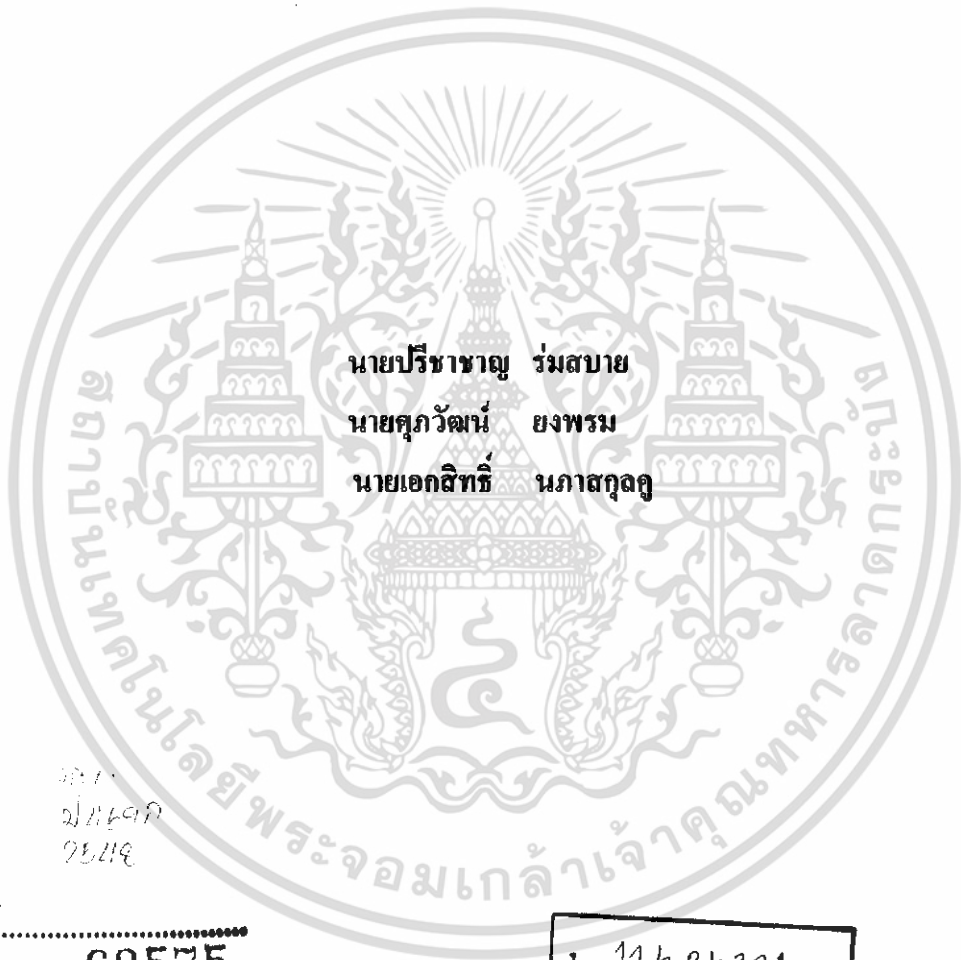 นายปรีชาชาญ ร่มสบาย
นายศุภวัฒน์ ยงพรม
นายเอกสิทธิ์ นภาสกุลคู
สถาบันเทคโนโลยีพระจอมเกล้าเจ้าคุณทหารลาดกระบัง